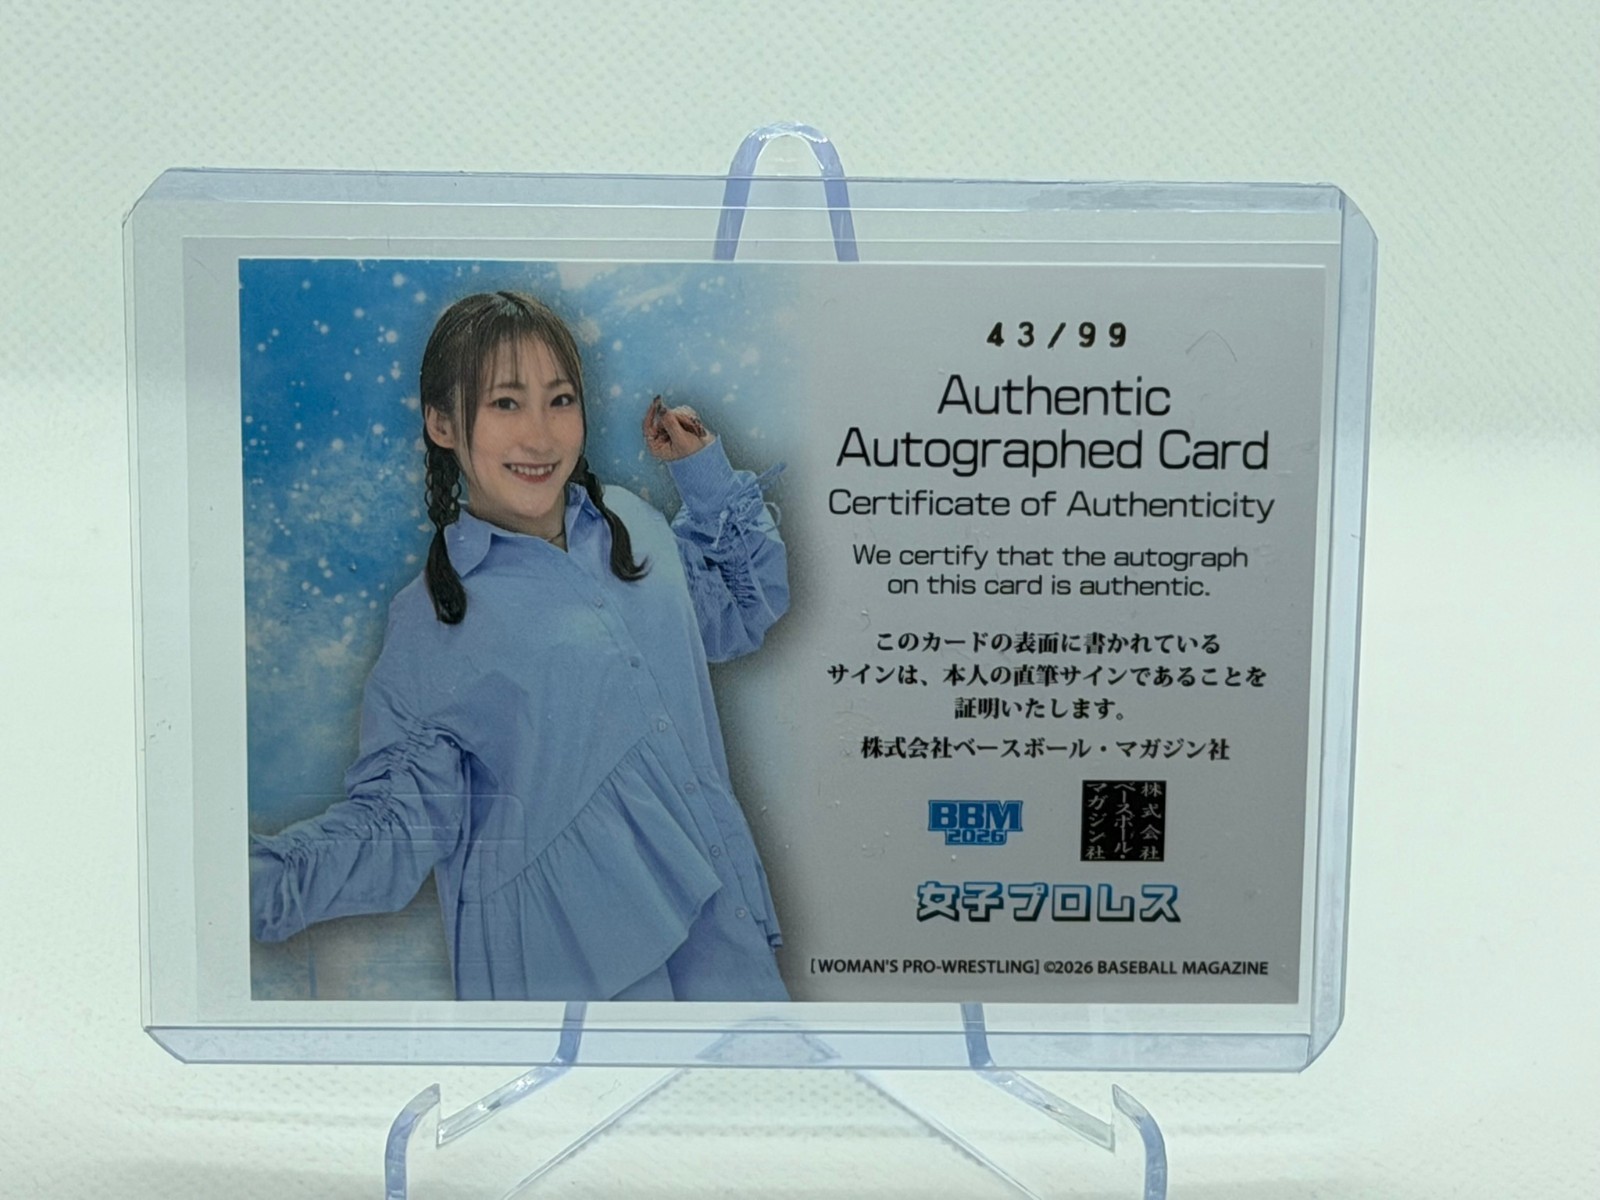 43/99
Authentic
Autographed Card
Certificate of Authenticity
We certify that the autograph
on this card is authentic.
このカードの表面に書かれている
サインは、本人の直筆サインであることを
証明いたします。
株式会社ベースボール・マガジン社
BBM
2026
株式会社
ベースボール・
マガジン社
女子プロレス
[WOMAN'S PRO-WRESTLING] ©2026 BASEBALL MAGAZINE